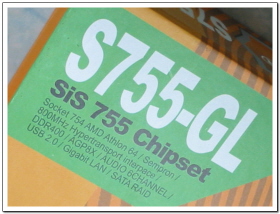 S755-GL
SiS 755 Chipset
Socket 754 AMD Athlon 64 / Sempron /
800MHz Hypertransport Interface /
DDR400 / AGP8X / AUDIO 6CHANNEL /
USB 2.0 / Gigabit LAN / SATA RAID